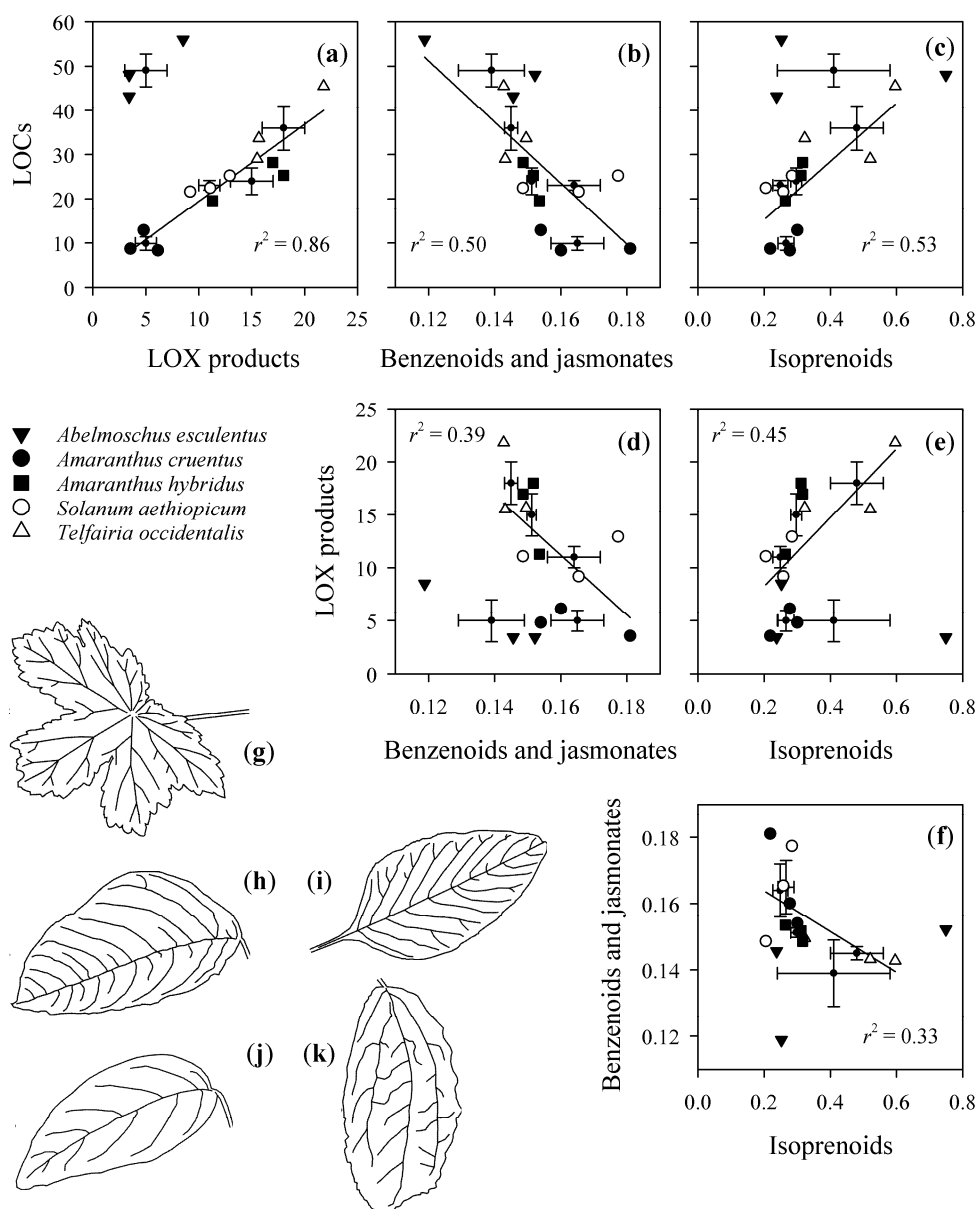 60
50
40
30
20
10
0
LOCs
(a)
r² = 0.86
0 5 10 15 20 25
LOX products
(b)
r² = 0.50
0.12 0.14 0.16 0.18
Benzenoids and jasmonates
(c)
r² = 0.53
0.0 0.2 0.4 0.6 0.8
Isoprenoids
Abelmoschus esculentus
Amaranthus cruentus
Amaranthus hybridus
Solanum aethiopicum
Telfairia occidentalis
25
20
15
10
5
0
LOX products
r² = 0.39
(d)
0.12 0.14 0.16 0.18
Benzenoids and jasmonates
r² = 0.45
(e)
0.0 0.2 0.4 0.6 0.8
Isoprenoids
(g)
(h)
(i)
(j)
(k)
0.18
0.16
0.14
0.12
Benzenoids and jasmonates
(f)
r² = 0.33
0.0 0.2 0.4 0.6 0.8
Isoprenoids